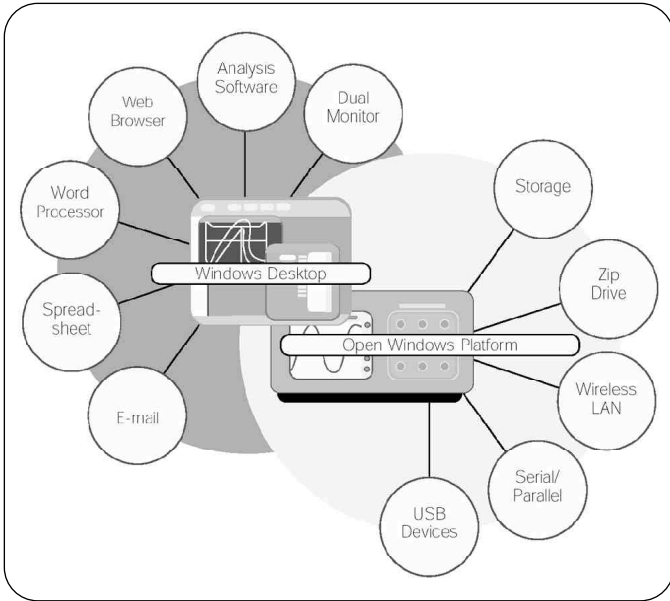 Analysis
Software
Web
Browser
Dual
Monitor
Word
Processor
Storage
Windows Desktop
Zip
Drive
Spread-
sheet
Open Windows Platform
Wireless
LAN
E-mail
Serial/
Parallel
USB
Devices